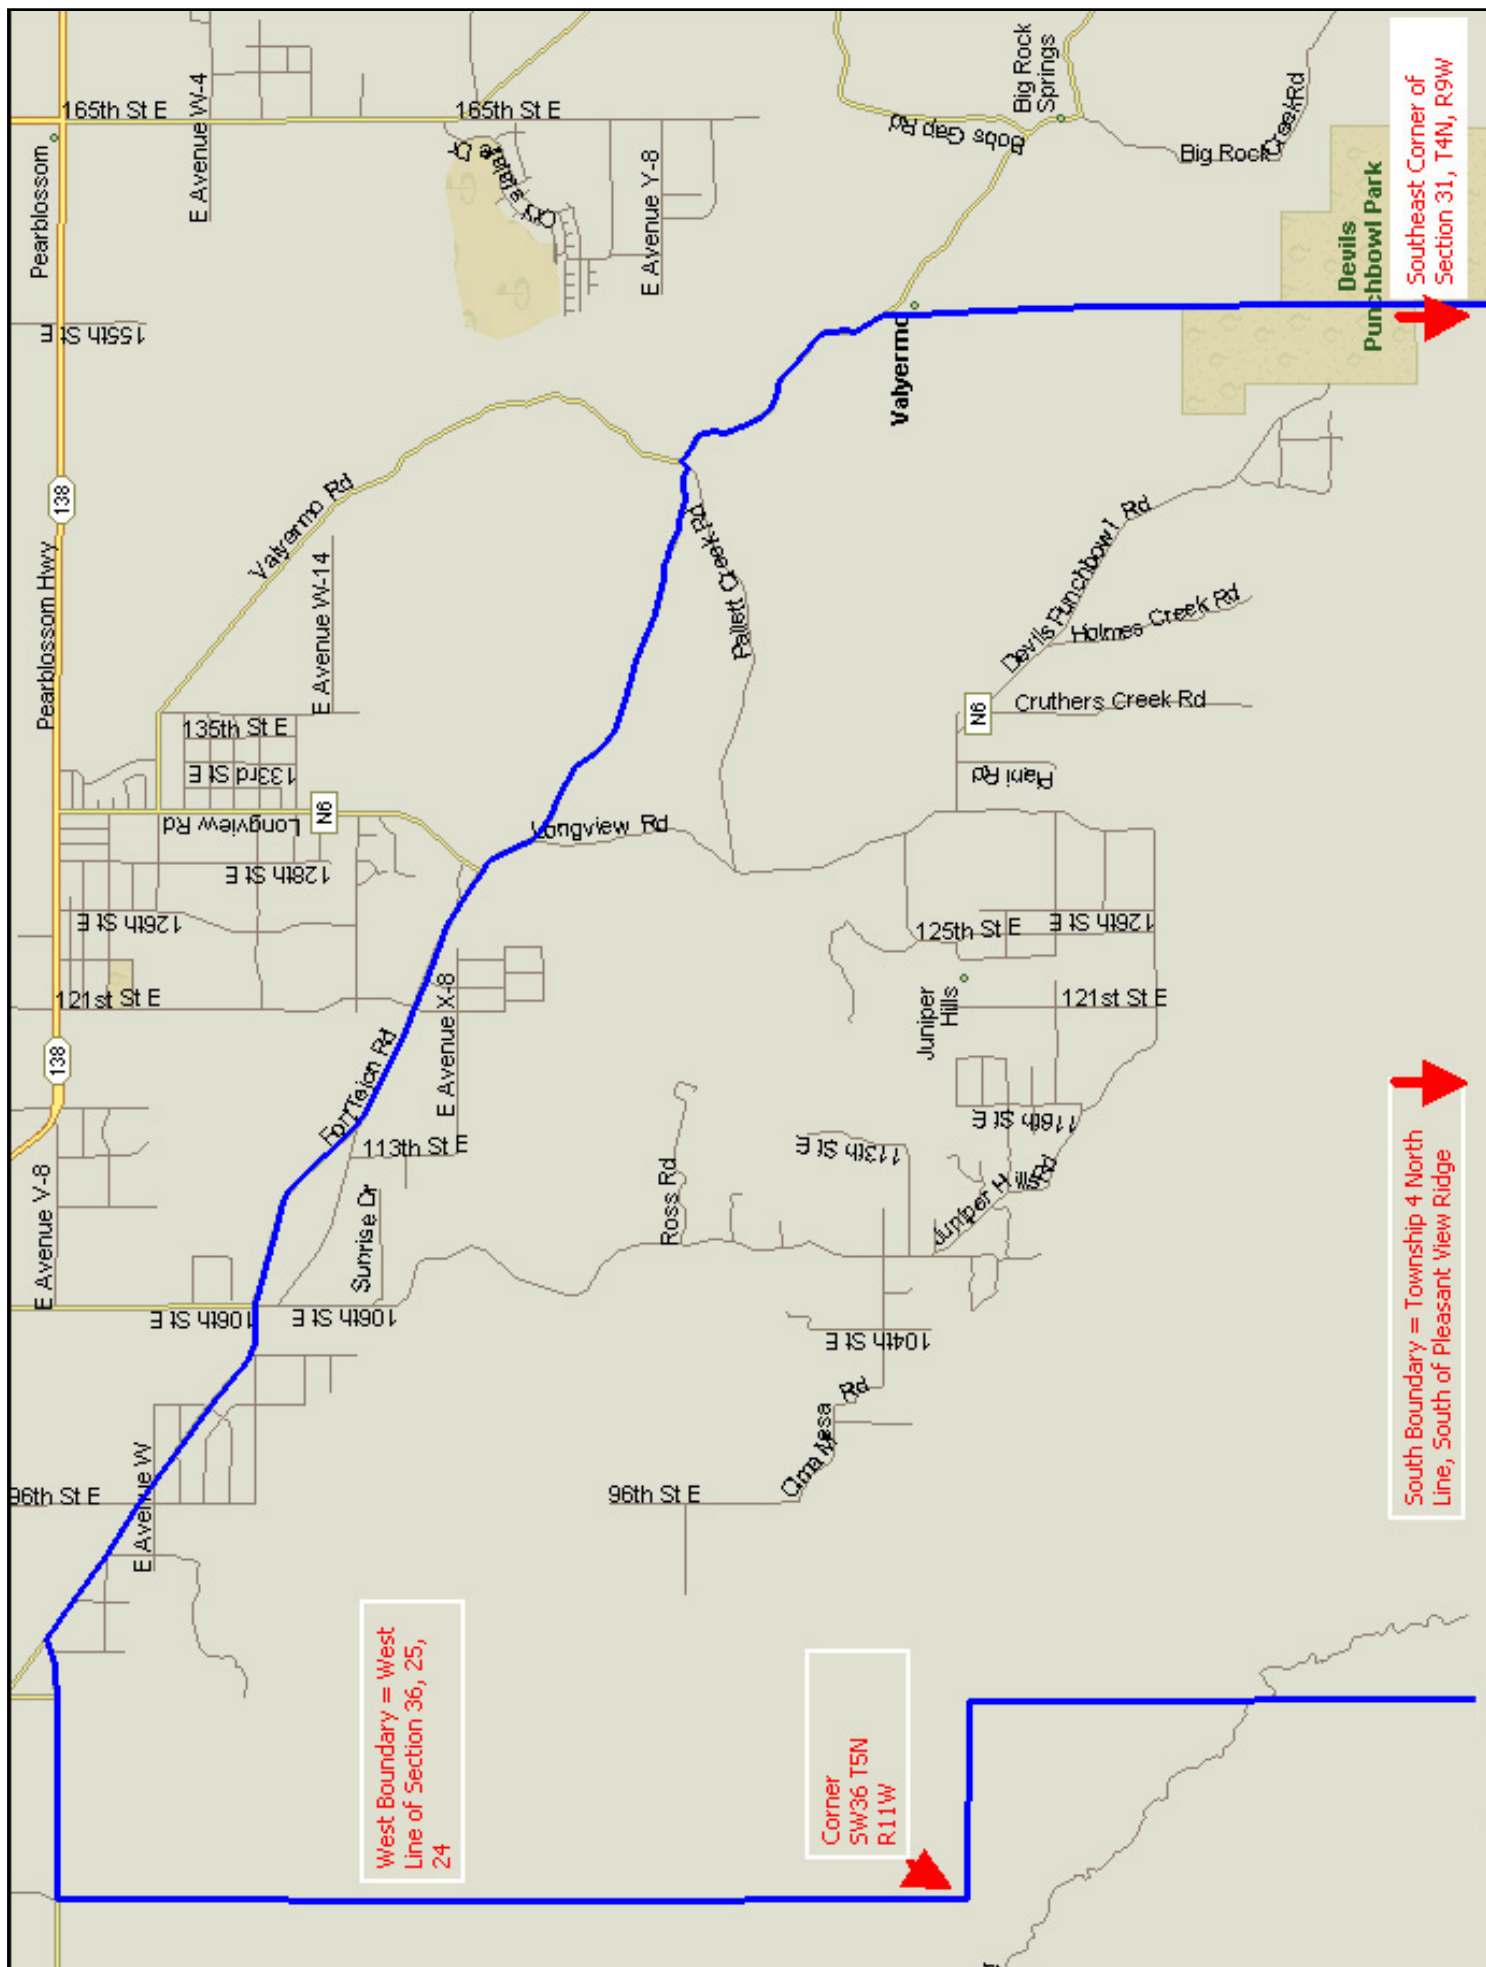 E Avenue V-8
E Avenue W
96th St E
106th St E
106th St E
Sunrise Dr
113th St E
Fort Tejon Rd
E Avenue X-8
121st St E
138
126th St E
128th St E
Longview Rd
N6
133rd St E
135th St E
E Avenue W-14
Valyermo Rd
Pearblossom Hwy
138
155th St E
Pearblossom
165th St E
E Avenue W-4
165th St E
Crystalaire Dr
E Avenue Y-8
Bobs Gap Rd
Big Rock
Springs
Big Rock Creek Rd
Valyermo
Devils
Punchbowl Park
Pallett Creek Rd
Longview Rd
Devils Punchbowl Rd
Holmes Creek Rd
Cruthers Creek Rd
N6
125th St E
126th St E
121st St E
Juniper
Hills
116th St E
113th St E
Juniper Hills Rd
Ross Rd
104th St E
Cima Mesa Rd
96th St E
West Boundary = West
Line of Section 36, 25,
24
Corner
SW36 T5N
R11W
South Boundary = Township 4 North
Line, South of Pleasant View Ridge
Southeast Corner of
Section 31, T4N, R9W